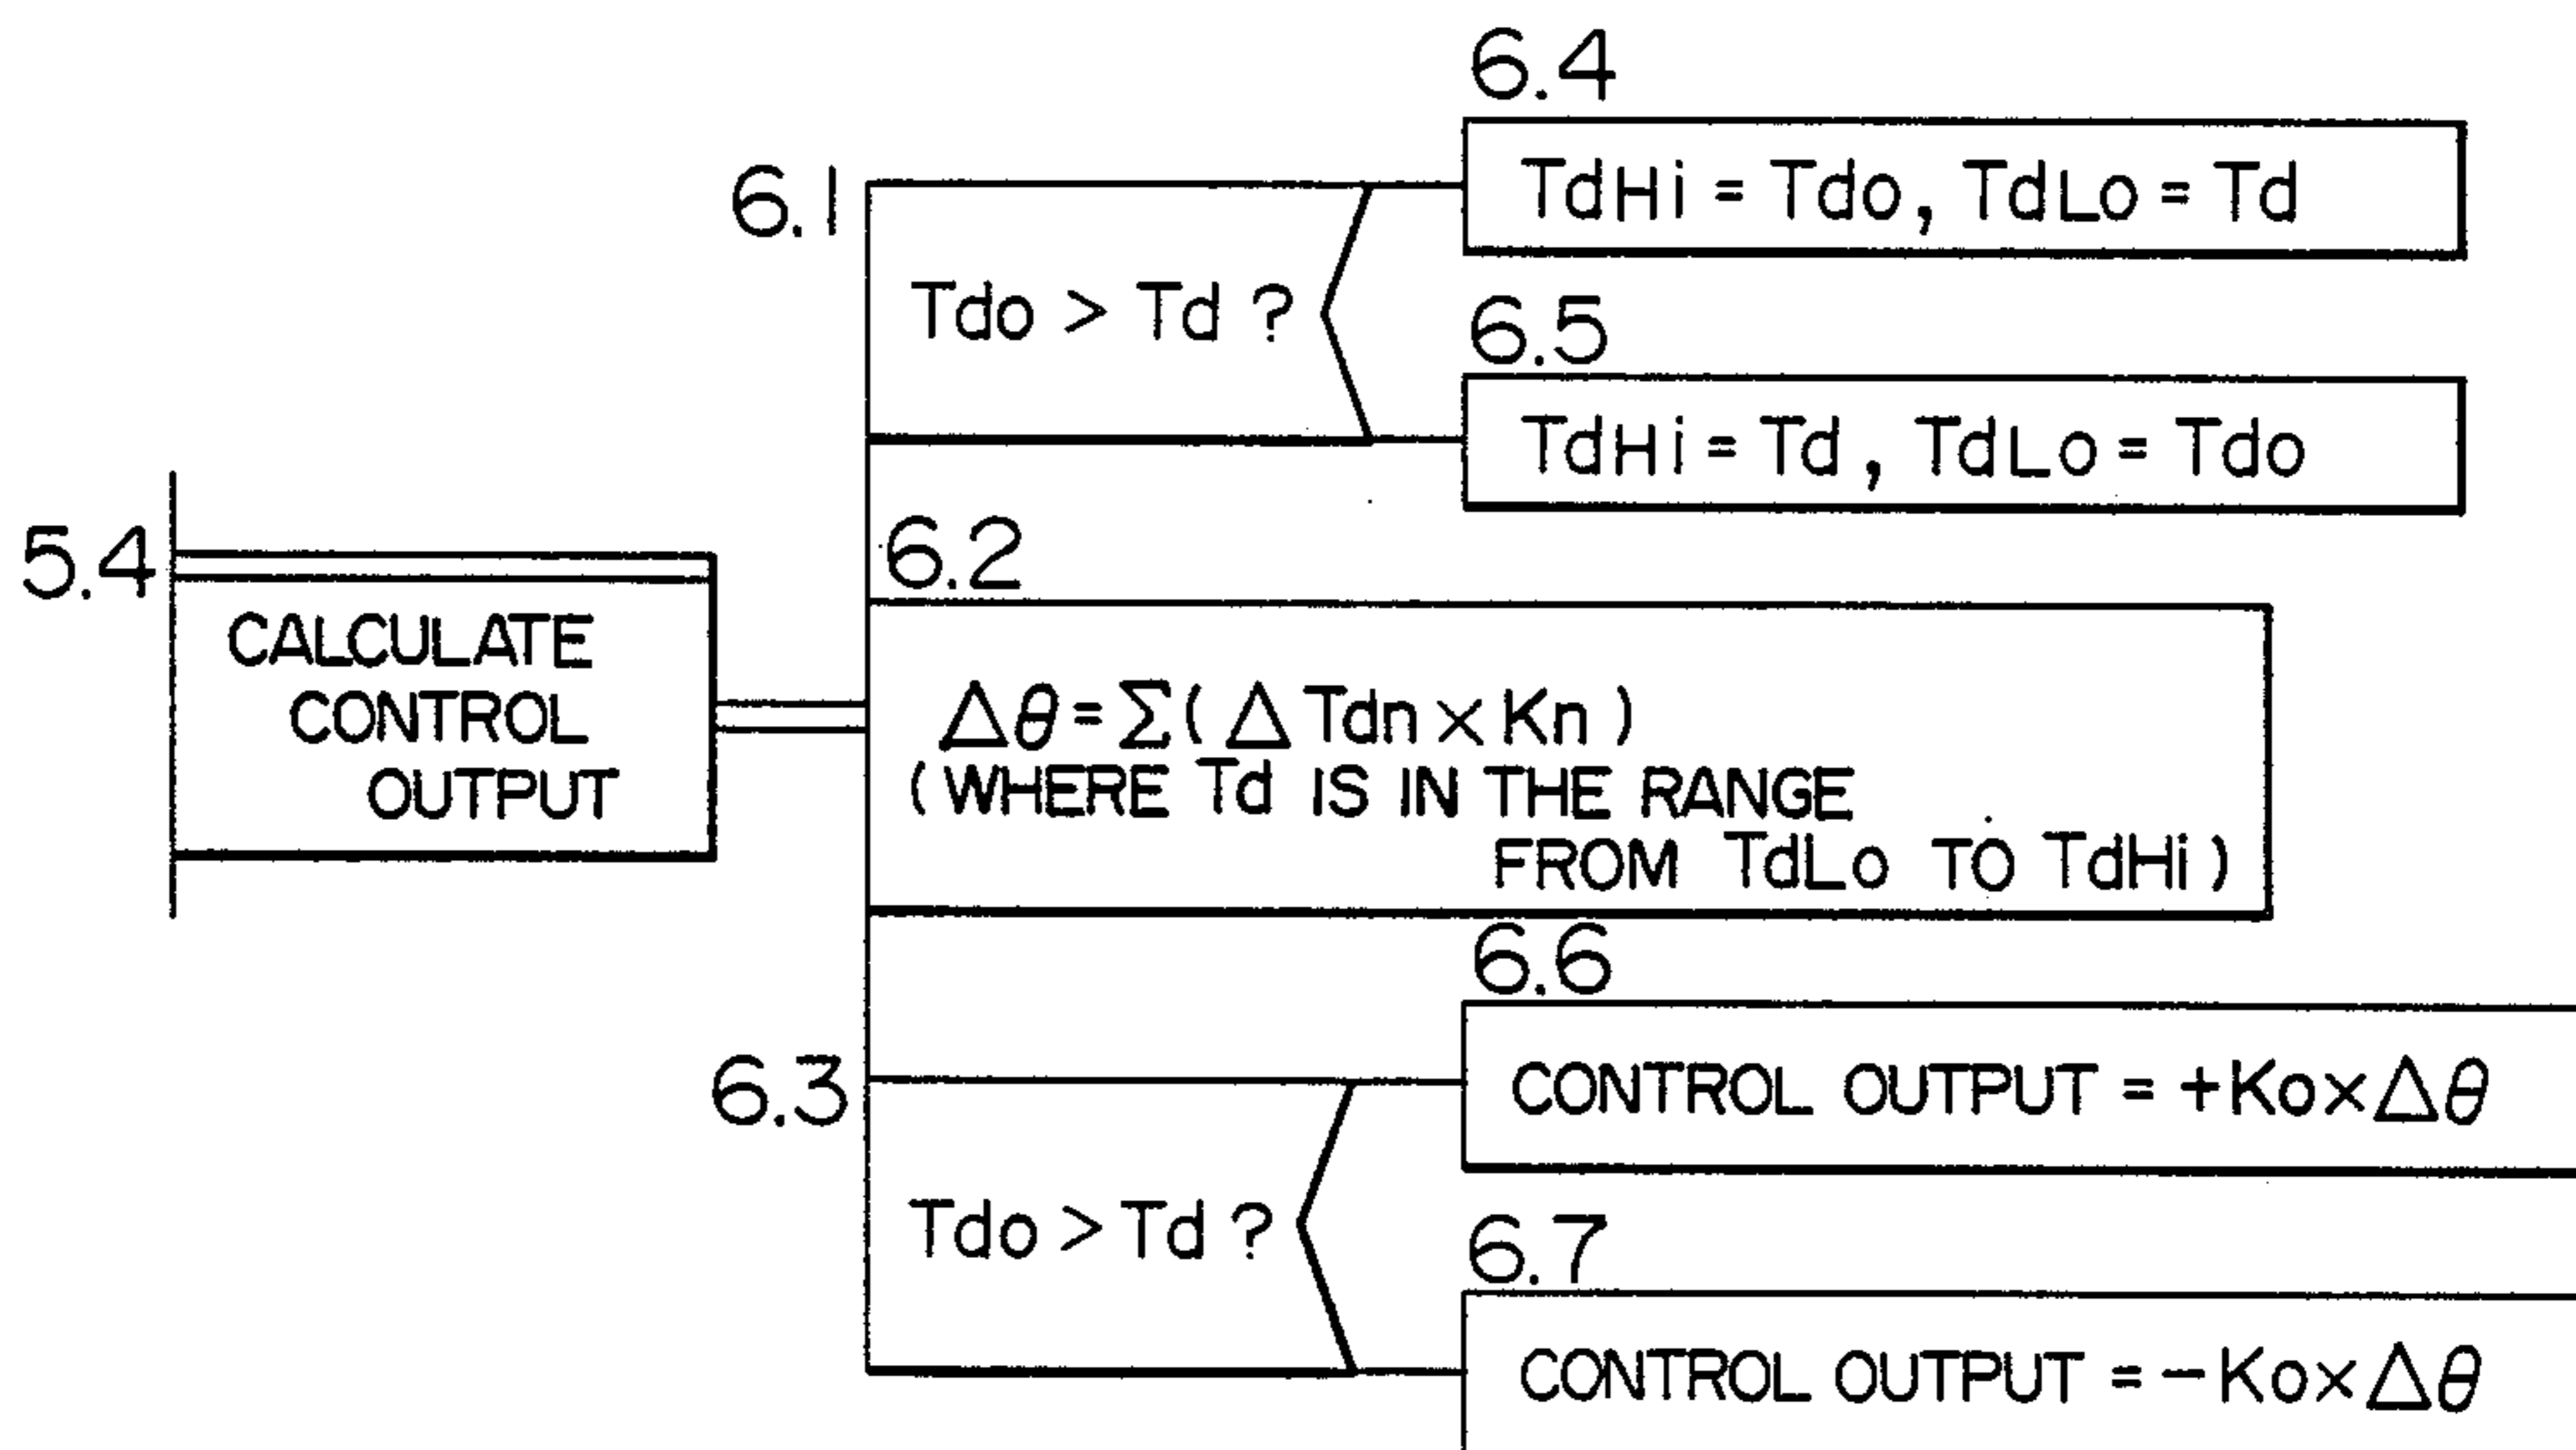 5.4
CALCULATE
CONTROL
OUTPUT
6.1
Tdo > Td ?
6.4
TdHi = Tdo, TdLo = Td
6.5
TdHi = Td, TdLo = Tdo
6.2
Δθ = Σ( Δ Tdn × Kn )
( WHERE Td IS IN THE RANGE
FROM TdLo TO TdHi )
6.3
Tdo > Td ?
6.6
CONTROL OUTPUT = +Ko×Δθ
6.7
CONTROL OUTPUT = -Ko×Δθ